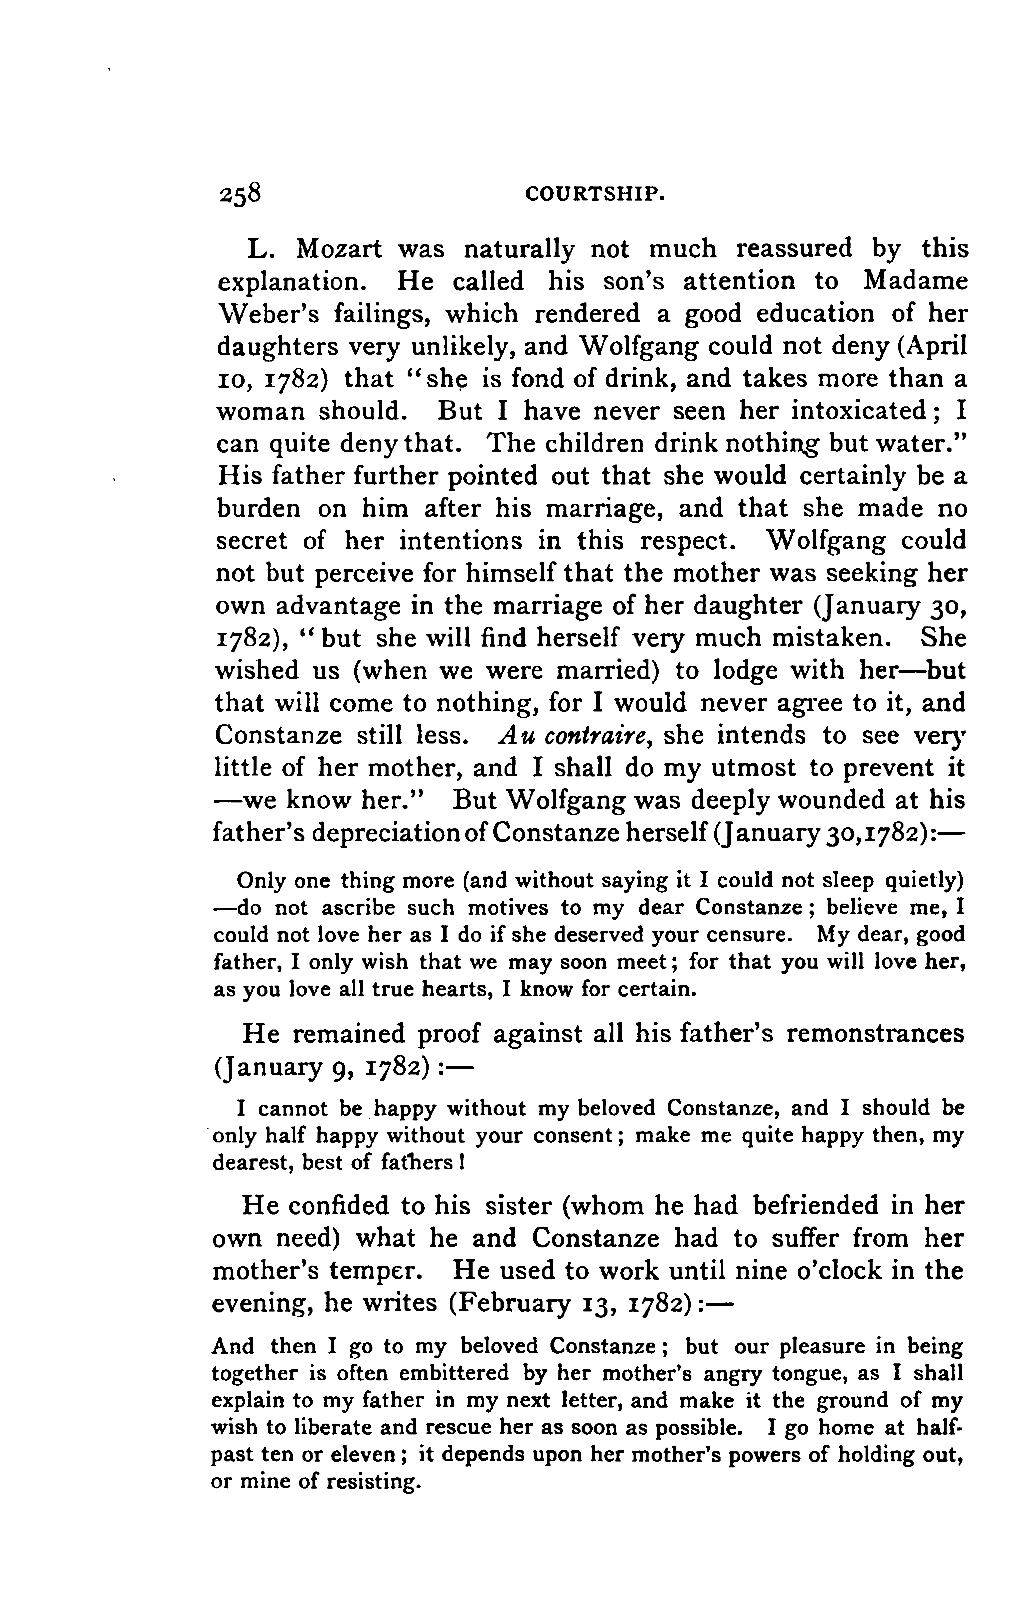 258 COURTSHIP.
L. Mozart was naturally not much reassured by this
explanation. He called his son's attention to Madame
Weber's failings, which rendered a good education of her
daughters very unlikely, and Wolfgang could not deny (April
10, 1782) that "she is fond of drink, and takes more than a
woman should. But I have never seen her intoxicated; I
can quite deny that. The children drink nothing but water."
His father further pointed out that she would certainly be a
burden on him after his marriage, and that she made no
secret of her intentions in this respect. Wolfgang could
not but perceive for himself that the mother was seeking her
own advantage in the marriage of her daughter (January 30,
1782), "but she will find herself very much mistaken. She
wished us (when we were married) to lodge with her—but
that will come to nothing, for I would never agree to it, and
Constanze still less. Au contraire, she intends to see very
little of her mother, and I shall do my utmost to prevent it
—we know her." But Wolfgang was deeply wounded at his
father's depreciation of Constanze herself (January 30, 1782):—
Only one thing more (and without saying it I could not sleep quietly)
—do not ascribe such motives to my dear Constanze; believe me, I
could not love her as I do if she deserved your censure. My dear, good
father, I only wish that we may soon meet; for that you will love her,
as you love all true hearts, I know for certain.
He remained proof against all his father's remonstrances
(January 9, 1782):—
I cannot be happy without my beloved Constanze, and I should be
only half happy without your consent; make me quite happy then, my
dearest, best of fathers!
He confided to his sister (whom he had befriended in her
own need) what he and Constanze had to suffer from her
mother's temper. He used to work until nine o'clock in the
evening, he writes (February 13, 1782):—
And then I go to my beloved Constanze; but our pleasure in being
together is often embittered by her mother's angry tongue, as I shall
explain to my father in my next letter, and make it the ground of my
wish to liberate and rescue her as soon as possible. I go home at half-
past ten or eleven; it depends upon her mother's powers of holding out,
or mine of resisting.